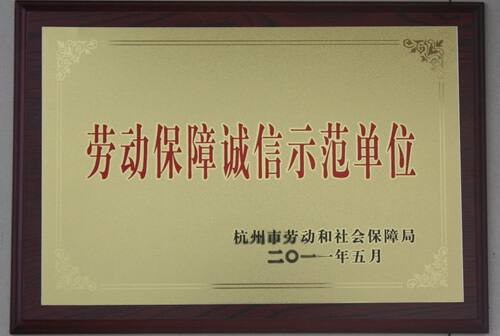 劳动保障诚信示范单位
杭州市劳动和社会保障局
二〇一一年五月